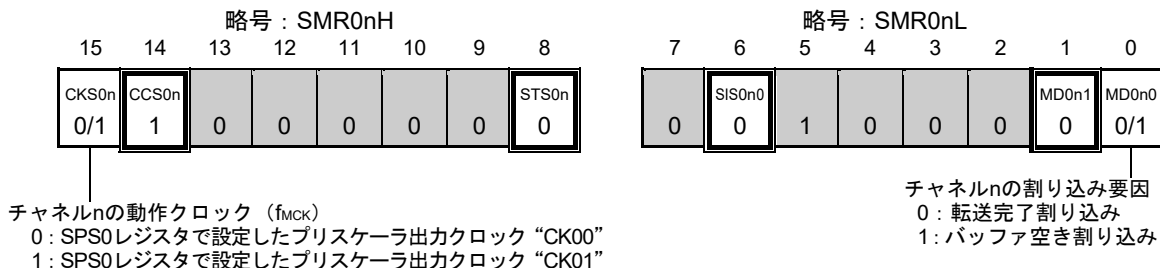 略号：SMR0nH
略号：SMR0nL
15 14 13 12 11 10 9 8
7 6 5 4 3 2 1 0
CKS0n CCS0n STS0n
SIS0n0 MD0n1 MD0n0
0/1 1 0 0 0 0 0 0
0 0 1 0 0 0 0 0/1
チャネルnの動作クロック（fMCK）
0：SPS0レジスタで設定したプリスケーラ出力クロック“CK00”
1：SPS0レジスタで設定したプリスケーラ出力クロック“CK01”
チャネルnの割り込み要因
0：転送完了割り込み
1：バッファ空き割り込み